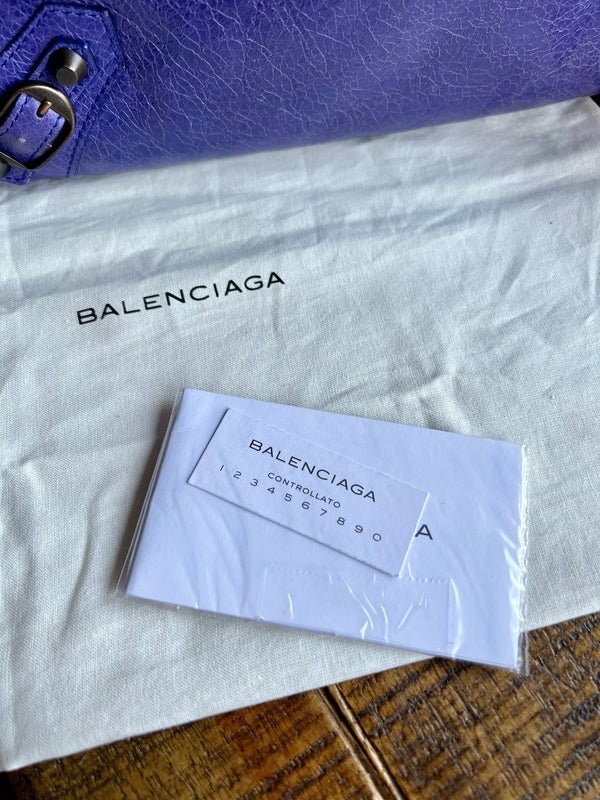 BALENCIAGA
BALENCIAGA
CONTROLLATO
1 2 3 4 5 6 7 8 9 0
A